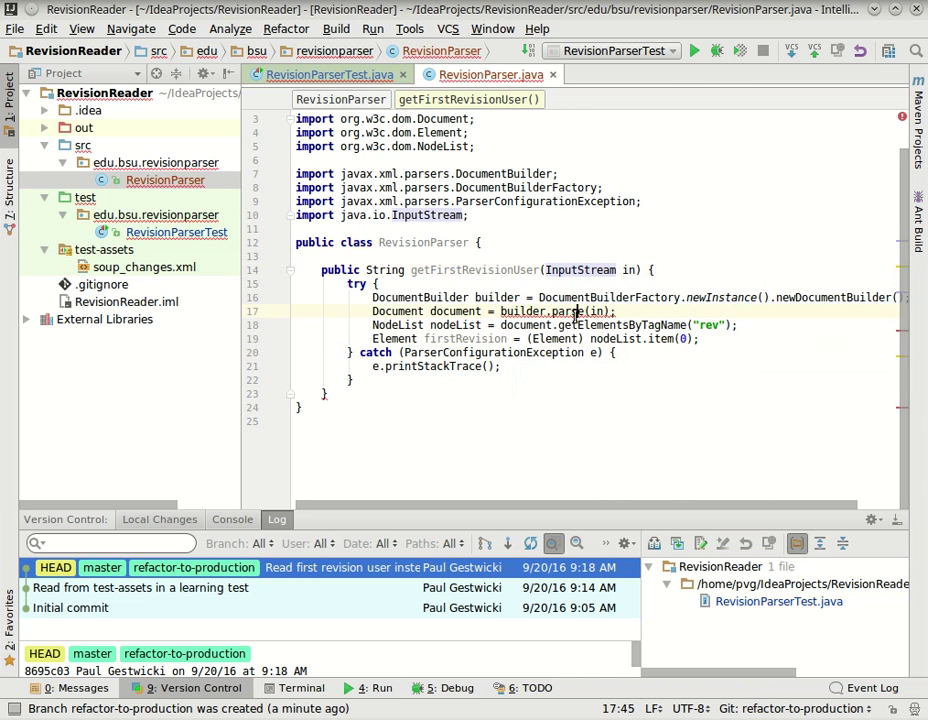 RevisionReader - [~/IdeaProjects/RevisionReader] - [RevisionReader] - ~/IdeaProjects/RevisionReader/src/edu/bsu/revisionparser/RevisionParser.java - Intelli...
File Edit View Navigate Code Analyze Refactor Build Run Tools VCS Window Help
RevisionReader src edu bsu revisionparser RevisionParser RevisionParserTest VCS VCS
Project RevisionParserTest.java RevisionParser.java
RevisionReader ~/IdeaProjects/
.idea
out
src
edu.bsu.revisionparser
RevisionParser
test
edu.bsu.revisionparser
RevisionParserTest
test-assets
soup_changes.xml
.gitignore
RevisionReader.iml
External Libraries
1: Project
7: Structure
2: Favorites
RevisionParser getFirstRevisionUser()
3 import org.w3c.dom.Document;
4 import org.w3c.dom.Element;
5 import org.w3c.dom.NodeList;
6
7 import javax.xml.parsers.DocumentBuilder;
8 import javax.xml.parsers.DocumentBuilderFactory;
9 import javax.xml.parsers.ParserConfigurationException;
10 import java.io.InputStream;
11
12 public class RevisionParser {
13
14 public String getFirstRevisionUser(InputStream in) {
15 try {
16 DocumentBuilder builder = DocumentBuilderFactory.newInstance().newDocumentBuilder();
17 Document document = builder.parse(in);
18 NodeList nodeList = document.getElementsByTagName("rev");
19 Element firstRevision = (Element) nodeList.item(0);
20 } catch (ParserConfigurationException e) {
21 e.printStackTrace();
22 }
23 }
24 }
25
Maven Projects
Ant Build
Version Control: Local Changes Console Log
Branch: All User: All Date: All Paths: All
HEAD master refactor-to-production Read first revision user inste Paul Gestwicki 9/20/16 9:18 AM
Read from test-assets in a learning test Paul Gestwicki 9/20/16 9:14 AM
Initial commit Paul Gestwicki 9/20/16 9:05 AM
HEAD master refactor-to-production
8695c03 Paul Gestwicki on 9/20/16 at 9:18 AM
RevisionReader 1 file
/home/pvg/IdeaProjects/RevisionReade
RevisionParserTest.java
0: Messages 9: Version Control Terminal 4: Run 5: Debug 6: TODO Event Log
Branch refactor-to-production was created (a minute ago) 17:45 LF UTF-8 Git: refactor-to-production